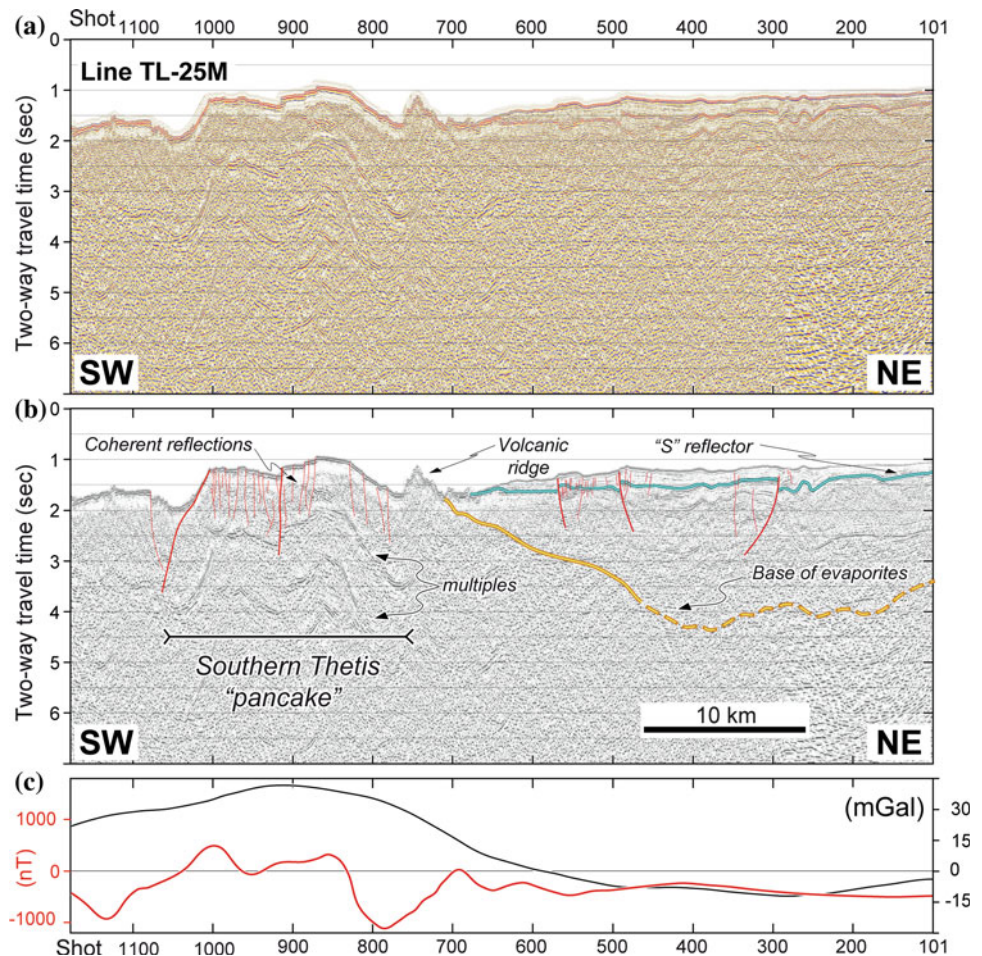 (a)
Shot 1100 1000 900 800 700 600 500 400 300 200 101
Line TL-25M
0
1
2
3
4
5
6
Two-way travel time (sec)
SW
NE
(b)
0
1
2
3
4
5
6
Two-way travel time (sec)
Coherent reflections
Volcanic
ridge
"S" reflector
multiples
Base of evaporites
Southern Thetis
"pancake"
10 km
SW
NE
(c)
1000
0
-1000
(nT)
(mGal)
30
15
0
-15
Shot 1100 1000 900 800 700 600 500 400 300 200 101